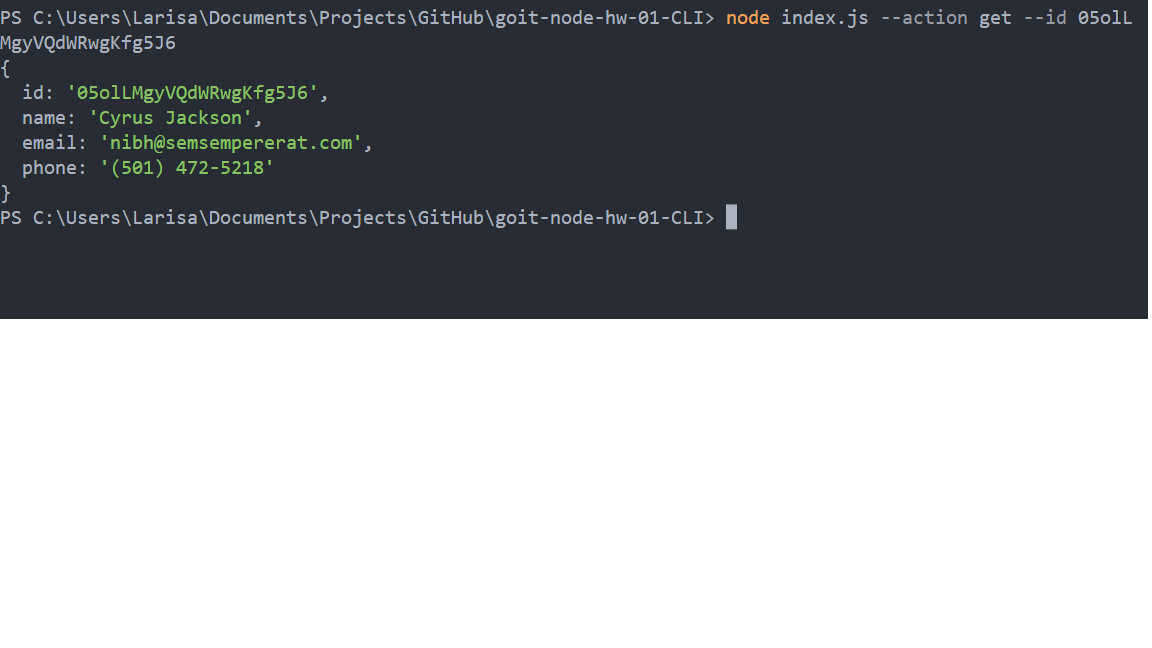 PS C:\Users\Larisa\Documents\Projects\GitHub\goit-node-hw-01-CLI> node index.js --action get --id 05olL
MgyVQdWRwgKfg5J6
{
  id: '05olLMgyVQdWRwgKfg5J6',
  name: 'Cyrus Jackson',
  email: 'nibh@semsempererat.com',
  phone: '(501) 472-5218'
}
PS C:\Users\Larisa\Documents\Projects\GitHub\goit-node-hw-01-CLI>